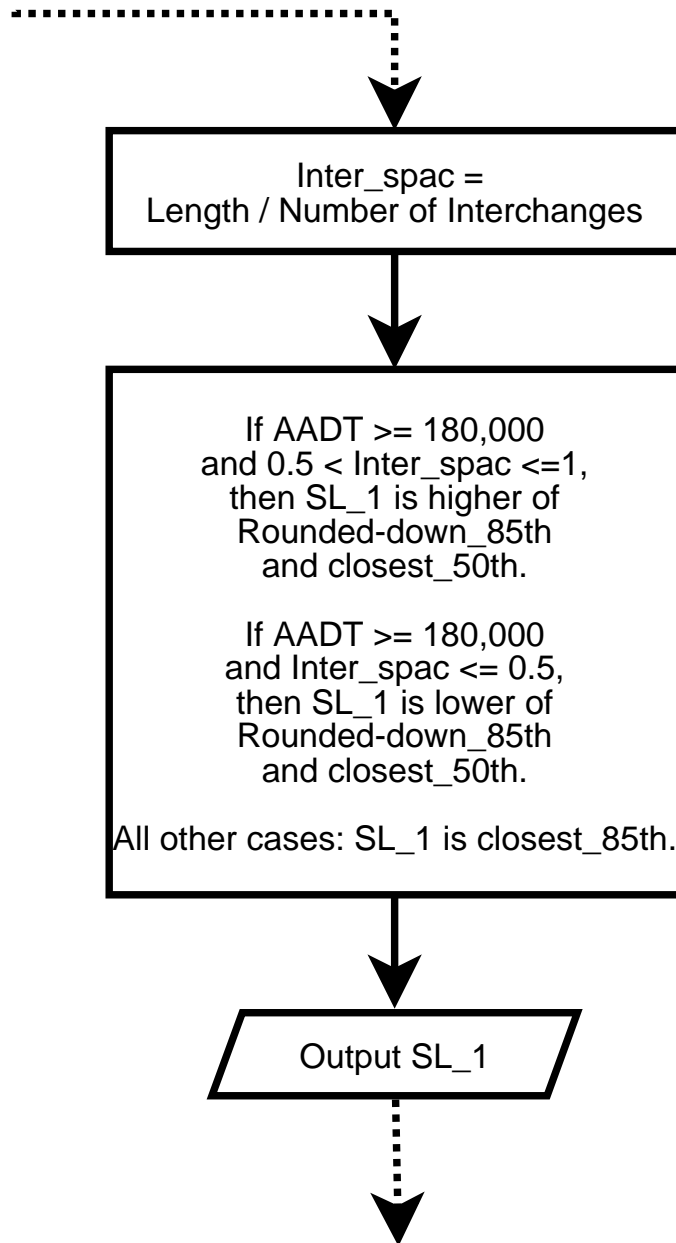 Inter_spac =
Length / Number of Interchanges
If AADT >= 180,000
and 0.5 < Inter_spac <=1,
then SL_1 is higher of
Rounded-down_85th
and closest_50th.
If AADT >= 180,000
and Inter_spac <= 0.5,
then SL_1 is lower of
Rounded-down_85th
and closest_50th.
All other cases: SL_1 is closest_85th.
Output SL_1